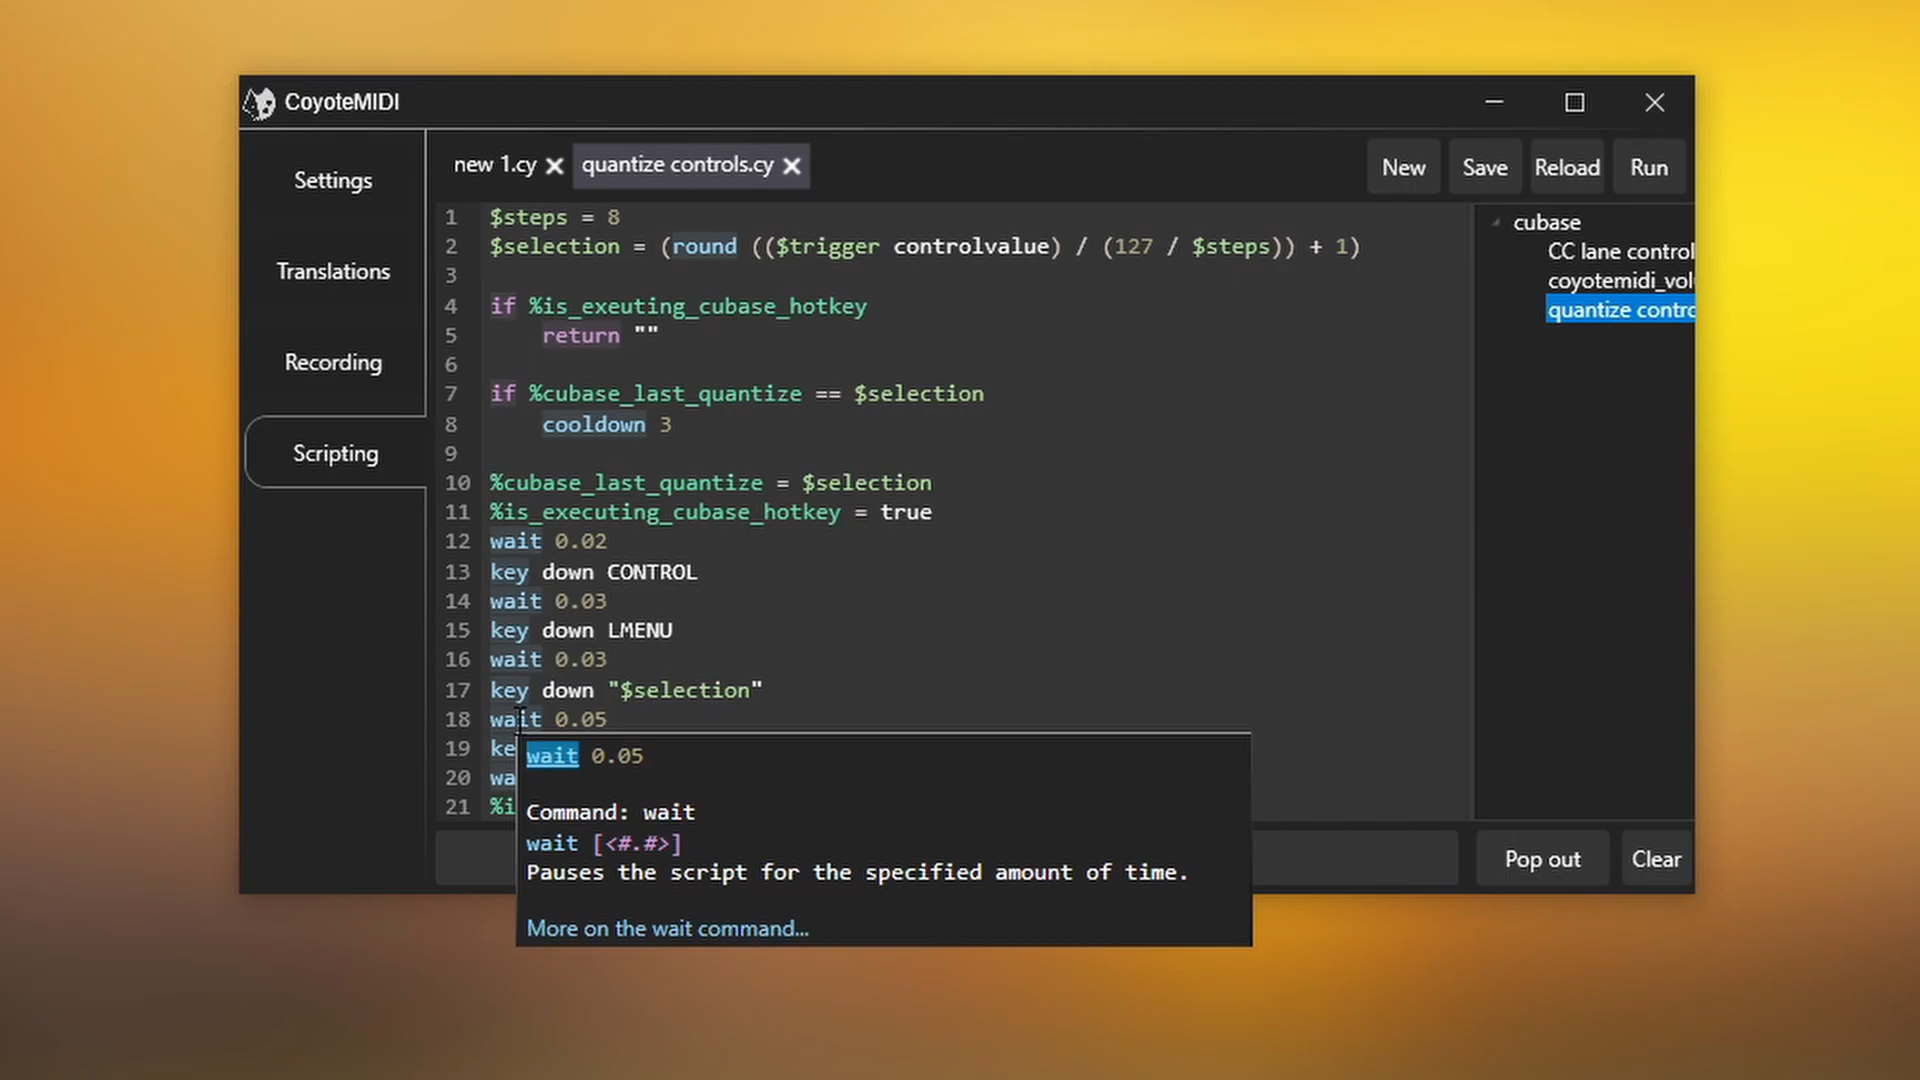 CoyoteMIDI
Settings
Translations
Recording
Scripting
new 1.cy
quantize controls.cy
New
Save
Reload
Run
1 $steps = 8
2 $selection = (round (($trigger controlvalue) / (127 / $steps)) + 1)
3
4 if %is_exeuting_cubase_hotkey
5 return ""
6
7 if %cubase_last_quantize == $selection
8 cooldown 3
9
10 %cubase_last_quantize = $selection
11 %is_executing_cubase_hotkey = true
12 wait 0.02
13 key down CONTROL
14 wait 0.03
15 key down LMENU
16 wait 0.03
17 key down "$selection"
18 wait 0.05
19 ke
20 wa
21 %i
wait 0.05
Command: wait
wait [<#.#>]
Pauses the script for the specified amount of time.
More on the wait command...
cubase
CC lane control
coyotemidi_vol
quantize contro
Pop out
Clear